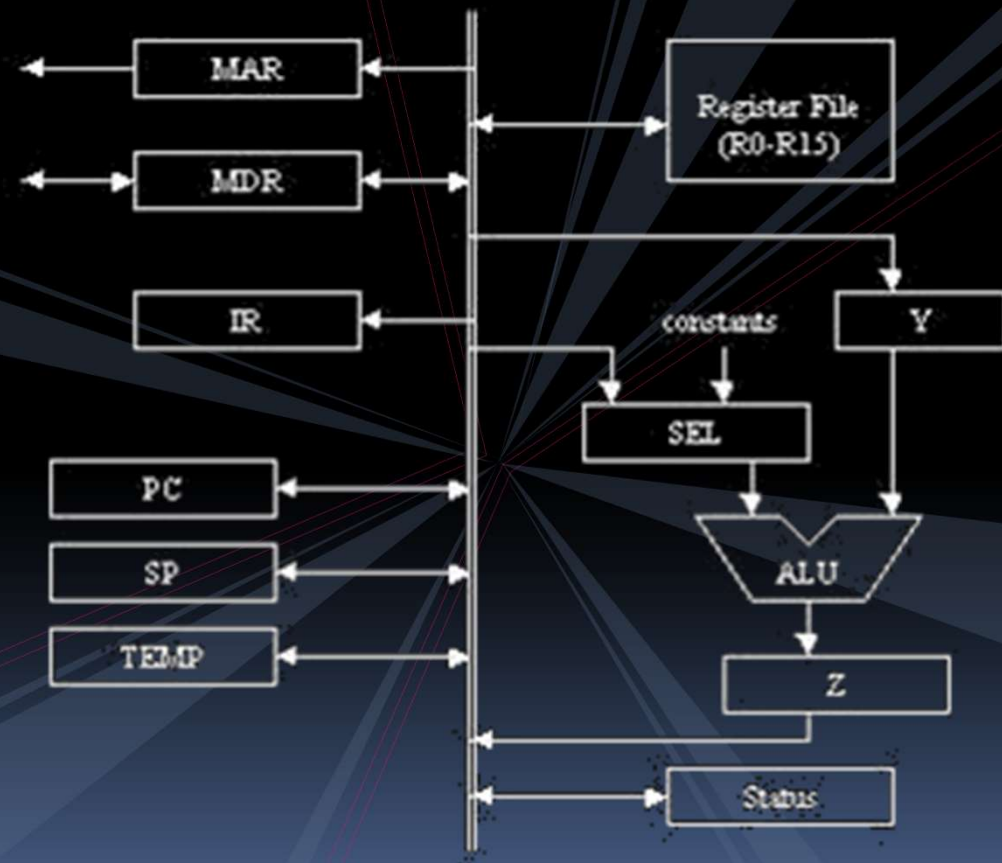 MAR
Register File
(R0-R15)
MDR
IR
constants
Y
SEL
PC
ALU
SP
TEMP
Z
Status